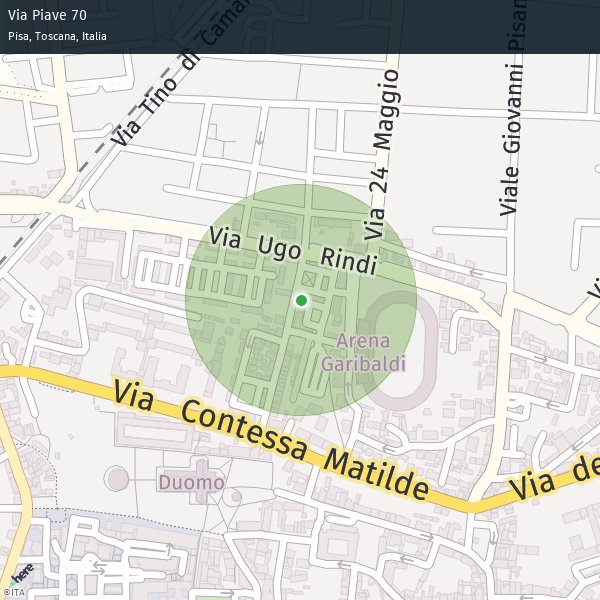 Via Piave 70
Pisa, Toscana, Italia
Via Tino di Camai
Via 24 Maggio
Viale Giovanni Pisan
Via Ugo Rindi
Arena
Garibaldi
Via Contessa Matilde
Via de
Vi
Duomo
here
©ITA